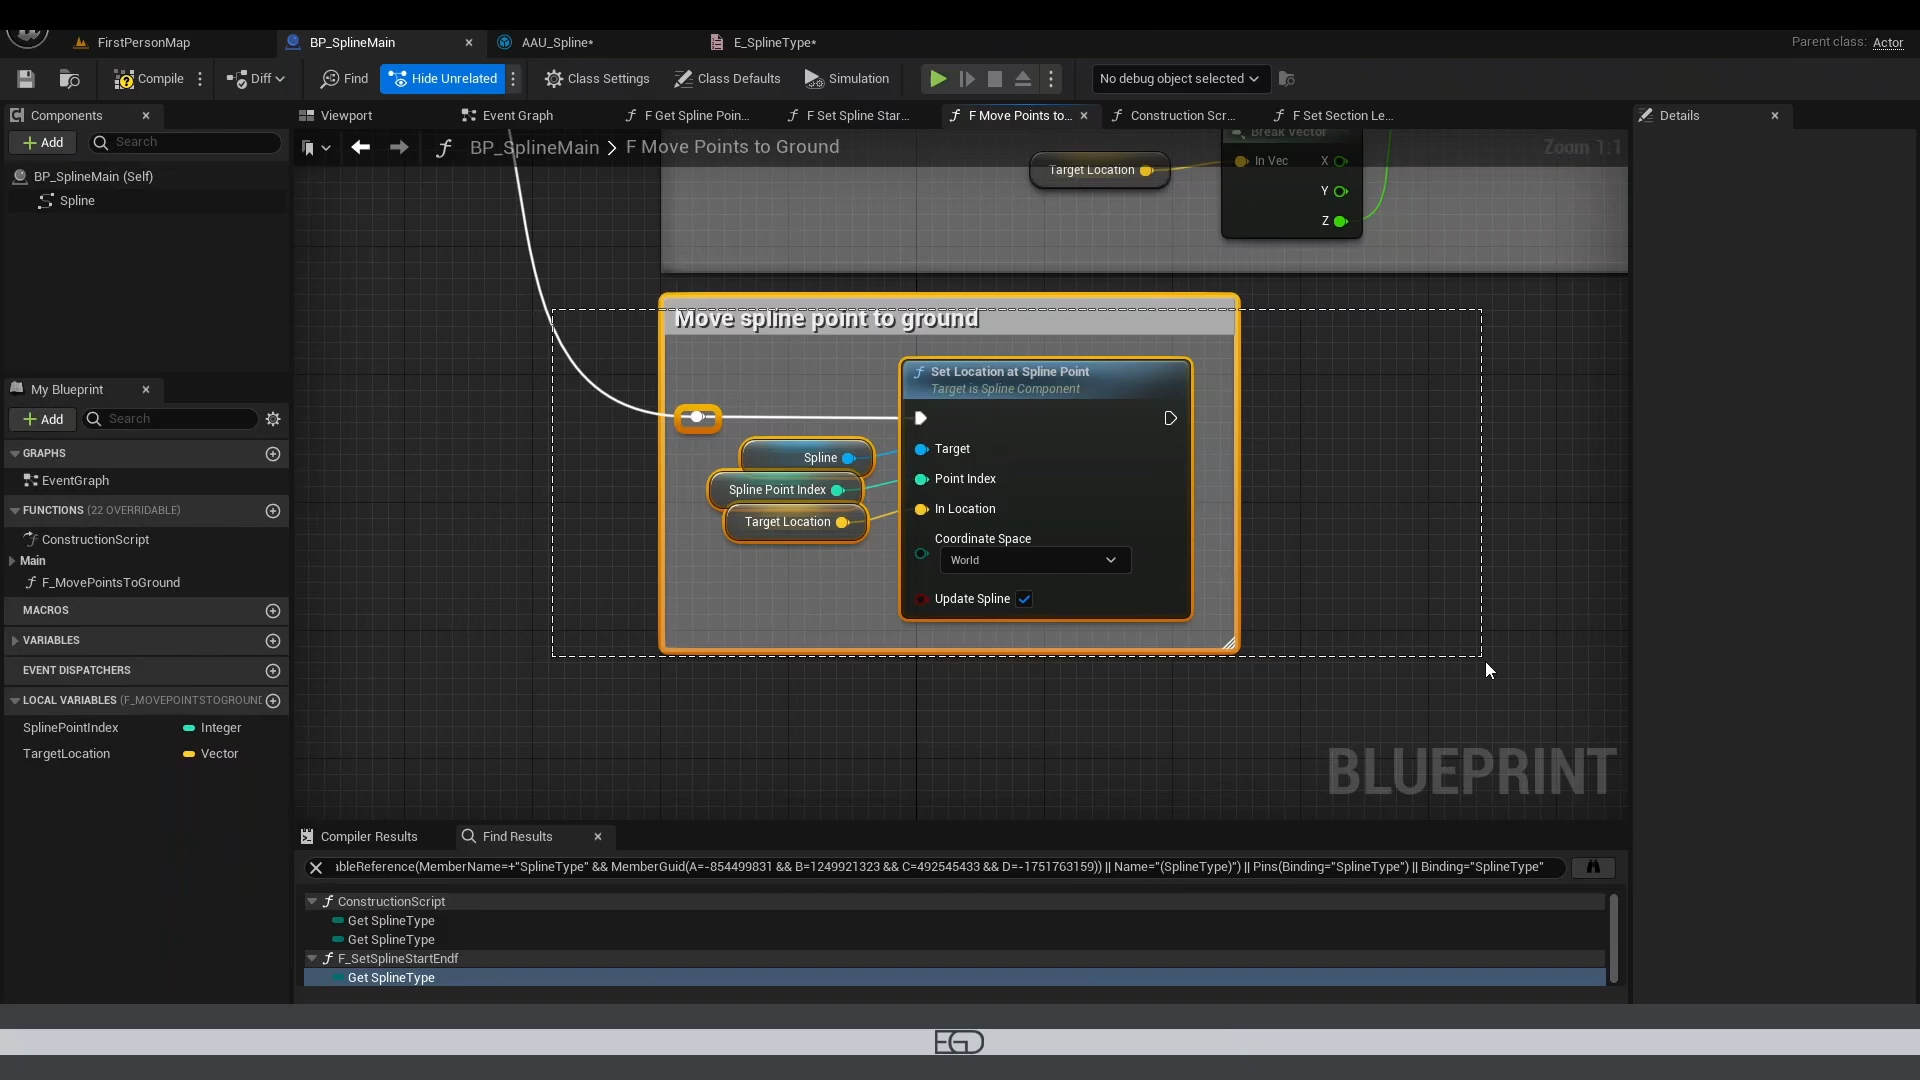 FirstPersonMap
BP_SplineMain
AAU_Spline*
E_SplineType*
Parent class: Actor
Compile
Diff
Find
Hide Unrelated
Class Settings
Class Defaults
Simulation
No debug object selected
Components
Viewport
Event Graph
F Get Spline Poin...
F Set Spline Star...
F Move Points to...
Construction Scr...
F Set Section Le...
Details
Add
Search
BP_SplineMain > F Move Points to Ground
Zoom 1:1
BP_SplineMain (Self)
Spline
Break Vector
Target Location
In Vec
X
Y
Z
Move spline point to ground
Set Location at Spline Point
Target is Spline Component
Spline
Target
Spline Point Index
Point Index
Target Location
In Location
Coordinate Space
World
Update Spline
BLUEPRINT
My Blueprint
Add
Search
GRAPHS
EventGraph
FUNCTIONS (22 OVERRIDABLE)
ConstructionScript
Main
F_MovePointsToGround
MACROS
VARIABLES
EVENT DISPATCHERS
LOCAL VARIABLES (F_MOVEPOINTSTOGROUND
SplinePointIndex
Integer
TargetLocation
Vector
Compiler Results
Find Results
ableReference(MemberName=+"SplineType" && MemberGuid(A=-854499831 && B=1249921323 && C=492545433 && D=-1751763159)) || Name="(SplineType)") || Pins(Binding="SplineType") || Binding="SplineType"
ConstructionScript
Get SplineType
Get SplineType
F_SetSplineStartEndf
Get SplineType
EGD